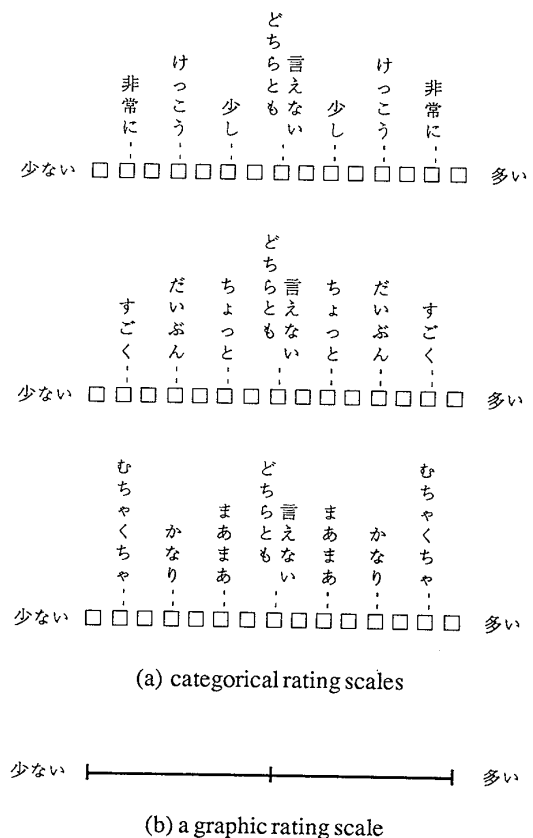 非常に
けっこう
少し
どちらとも
言えない
少し
けっこう
非常に
少ない
多い
すごく
だいぶん
ちょっと
どちらとも
言えない
ちょっと
だいぶん
すごく
少ない
多い
むちゃくちゃ
かなり
まあまあ
どちらとも
言えない
まあまあ
かなり
むちゃくちゃ
少ない
多い
(a) categorical rating scales
少ない
多い
(b) a graphic rating scale